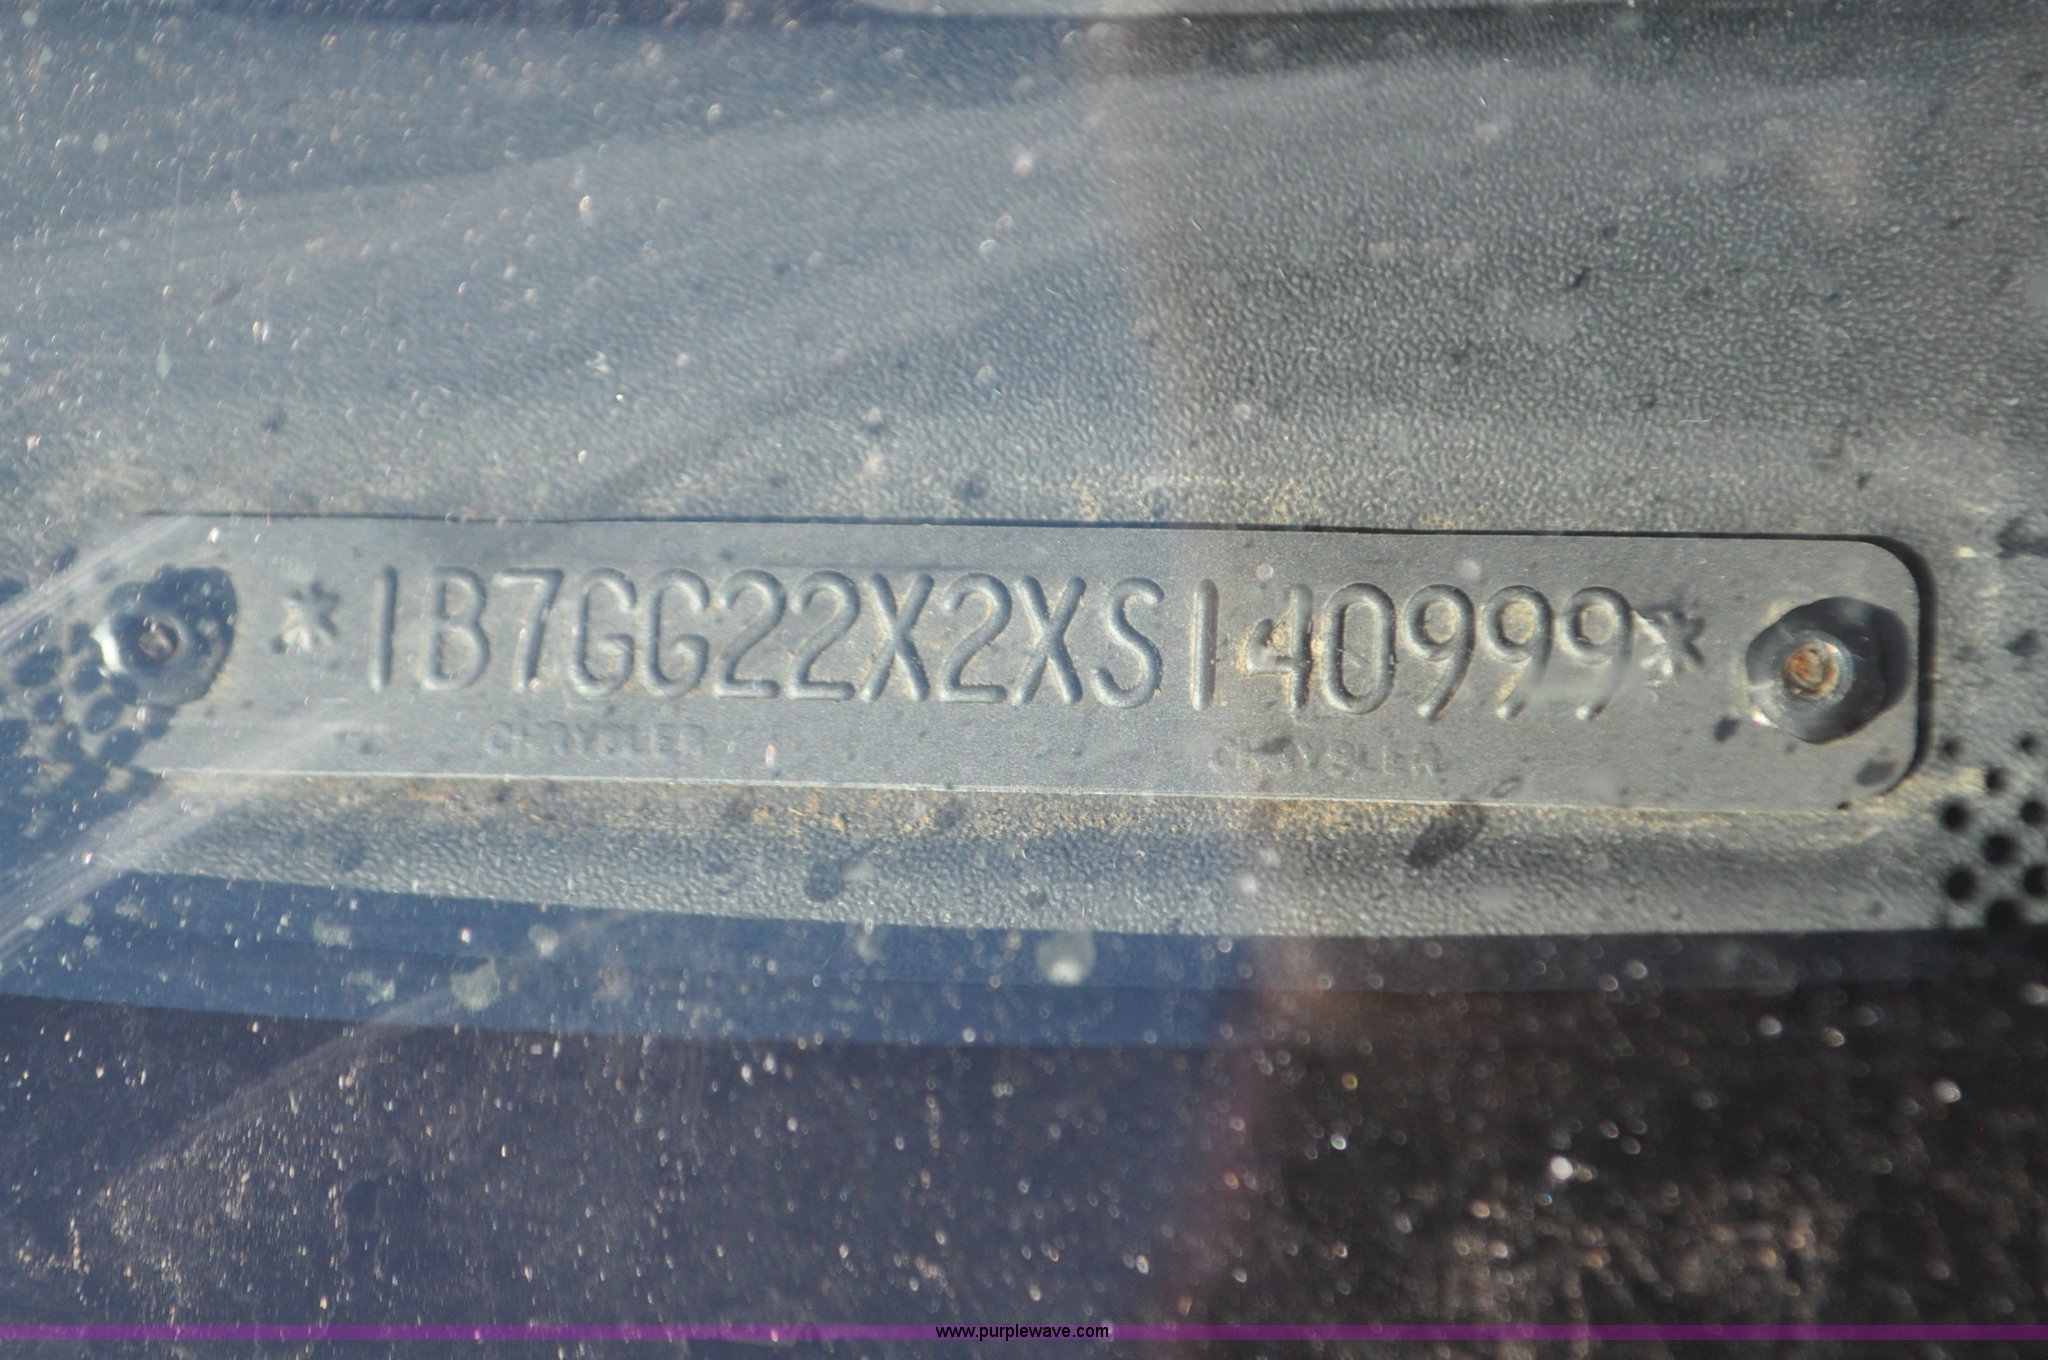 *1B7GG22X2XS140999*
CHRYSLER CHRYSLER
www.purplewave.com